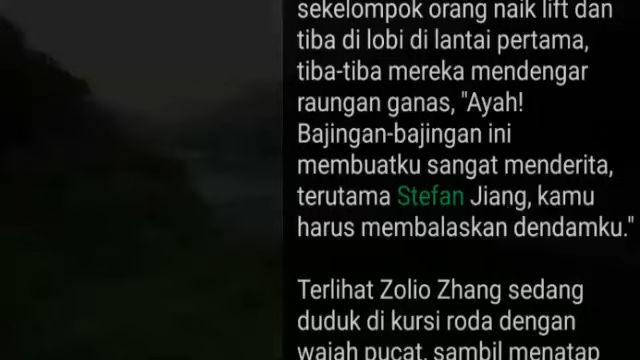 sekelompok orang naik lift dan
tiba di lobi di lantai pertama,
tiba-tiba mereka mendengar
raungan ganas, "Ayah!
Bajingan-bajingan ini
membuatku sangat menderita,
terutama Stefan Jiang, kamu
harus membalaskan dendamku."
Terlihat Zolio Zhang sedang
duduk di kursi roda dengan
wajah pucat, sambil menatap